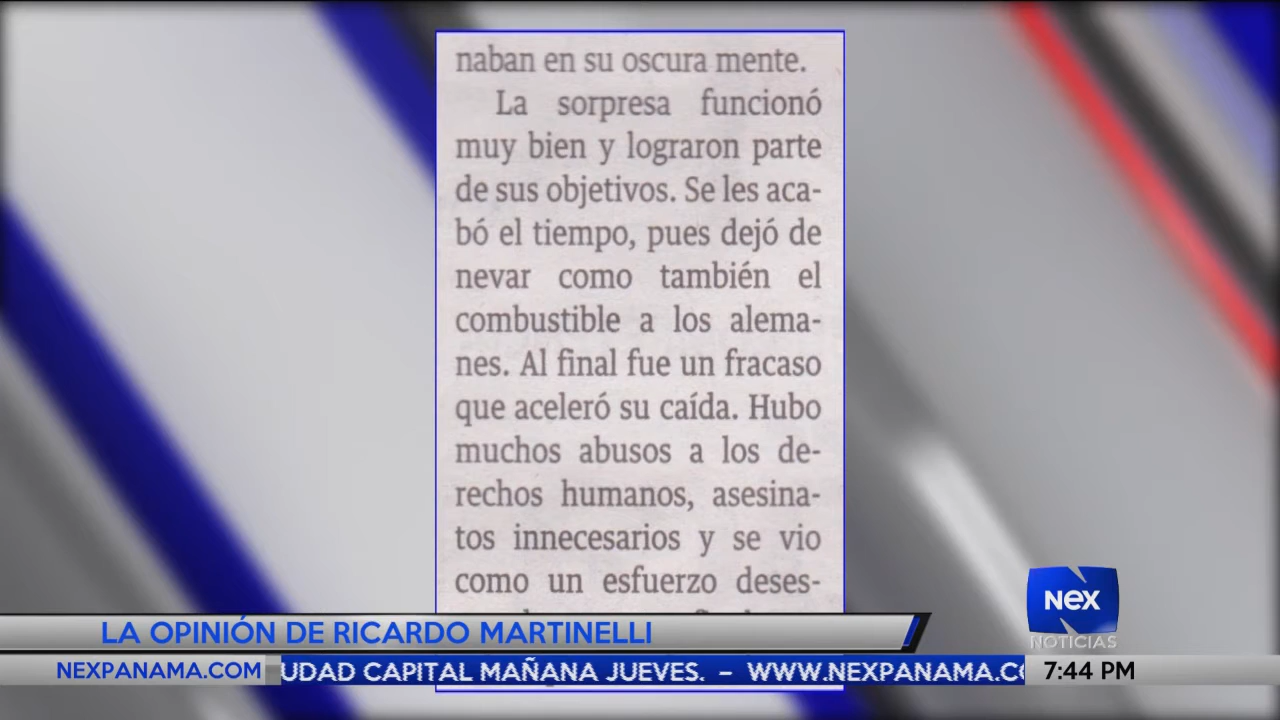 naban en su oscura mente.
La sorpresa funcionó
muy bien y lograron parte
de sus objetivos. Se les aca-
bó el tiempo, pues dejó de
nevar como también el
combustible a los alema-
nes. Al final fue un fracaso
que aceleró su caída. Hubo
muchos abusos a los de-
rechos humanos, asesina-
tos innecesarios y se vio
como un esfuerzo deses-
nex
NOTICIAS
LA OPINIÓN DE RICARDO MARTINELLI
NEXPANAMA.COM
UDAD CAPITAL MAÑANA JUEVES. – WWW.NEXPANAMA.CO
7:44 PM